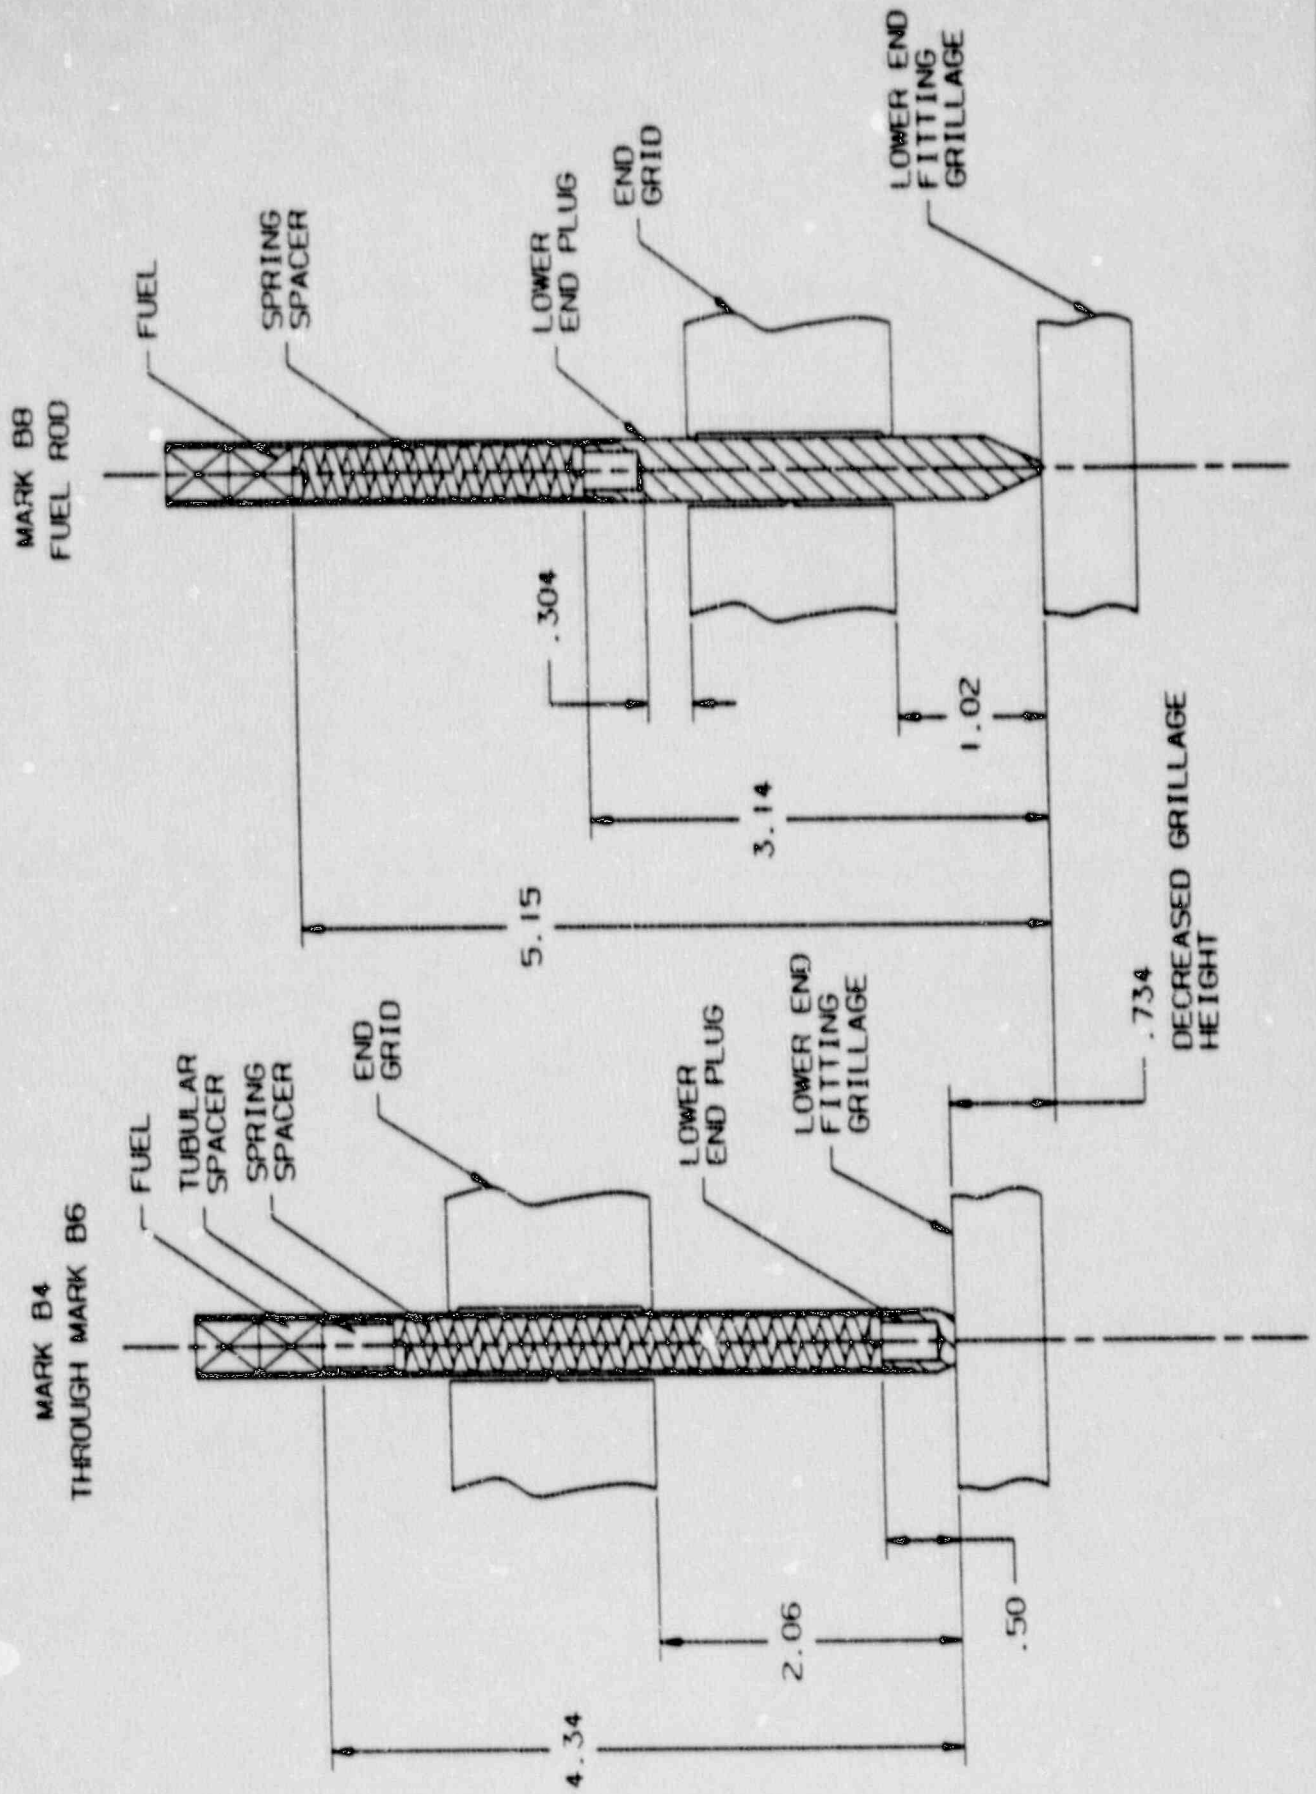 MARK B4
THROUGH MARK B6
FUEL
TUBULAR
SPACER
SPRING
SPACER
END
GRID
LOWER
END PLUG
LOWER END
FITTING
GRILLAGE
4.34
2.06
.50
.734
DECREASED GRILLAGE
HEIGHT
MARK B8
FUEL ROD
FUEL
SPRING
SPACER
LOWER
END PLUG
END
GRID
LOWER END
FITTING
GRILLAGE
.304
5.15
3.14
1.02